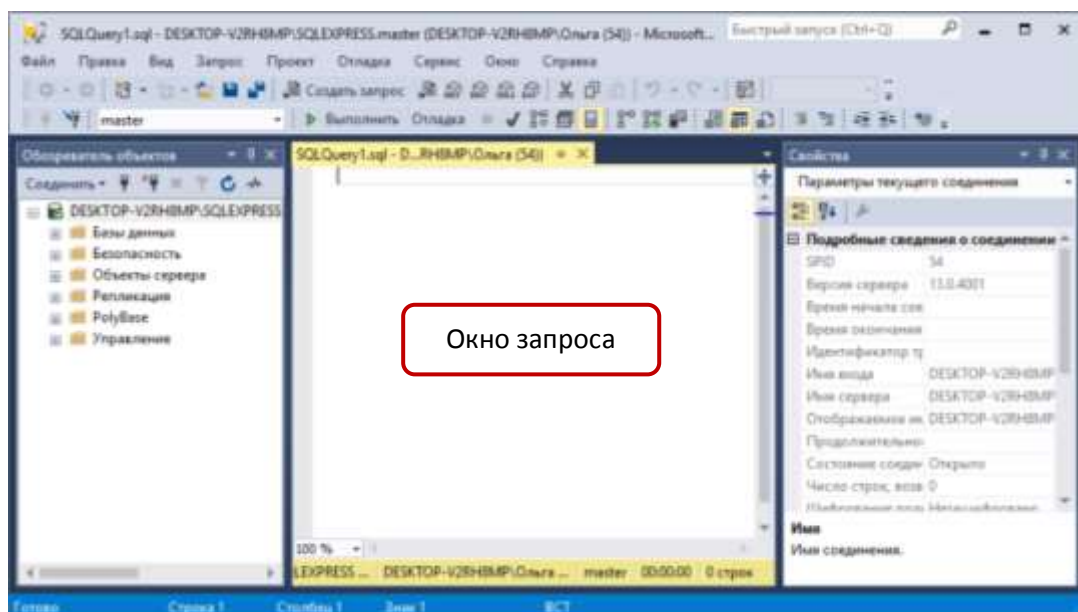 SQLQuery1.sql - DESKTOP-V2RH8MP\SQLEXPRESS.master (DESKTOP-V2RH8MP\Ольга (54)) - Microsoft...
Быстрый запуск (Ctrl+Q)
Файл Правка Вид Запрос Проект Отладка Сервис Окно Справка
Создать запрос
master
Выполнить Отладка
Обозреватель объектов
SQLQuery1.sql - D...RH8MP\Ольга (54))
Свойства
Соединить
Параметры текущего соединения
DESKTOP-V2RH8MP\SQLEXPRESS
Базы данных
Безопасность
Объекты сервера
Репликация
PolyBase
Управление
Окно запроса
Подробные сведения о соединении
SPID 54
Версия сервера 13.0.4001
Время начала сое
Время окончания
Идентификатор тр
Имя входа DESKTOP-V2RH8MP
Имя сервера DESKTOP-V2RH8MP
Отображаемое им DESKTOP-V2RH8MP
Продолжительно
Состояние соедин Открыто
Число строк, возв 0
Имя
Имя соединения.
100 %
LEXPRESS ... DESKTOP-V2RH8MP\Ольга ... master 00:00:00 0 строк
Готово Строка 1 Столбец 1 Знак 1 ВСТ